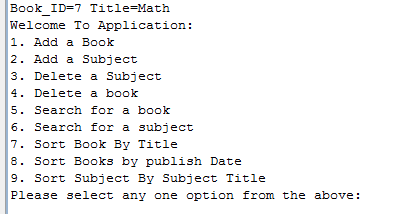 Book_ID=7 Title=Math
Welcome To Application:
1. Add a Book
2. Add a Subject
3. Delete a Subject
4. Delete a book
5. Search for a book
6. Search for a subject
7. Sort Book By Title
8. Sort Books by publish Date
9. Sort Subject By Subject Title
Please select any one option from the above: